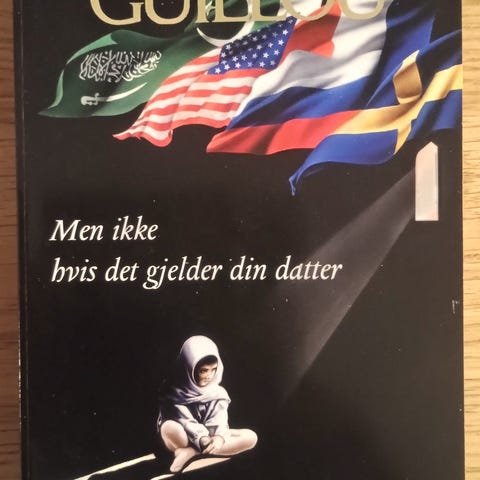 GUILLOU
Men ikke
hvis det gjelder din datter